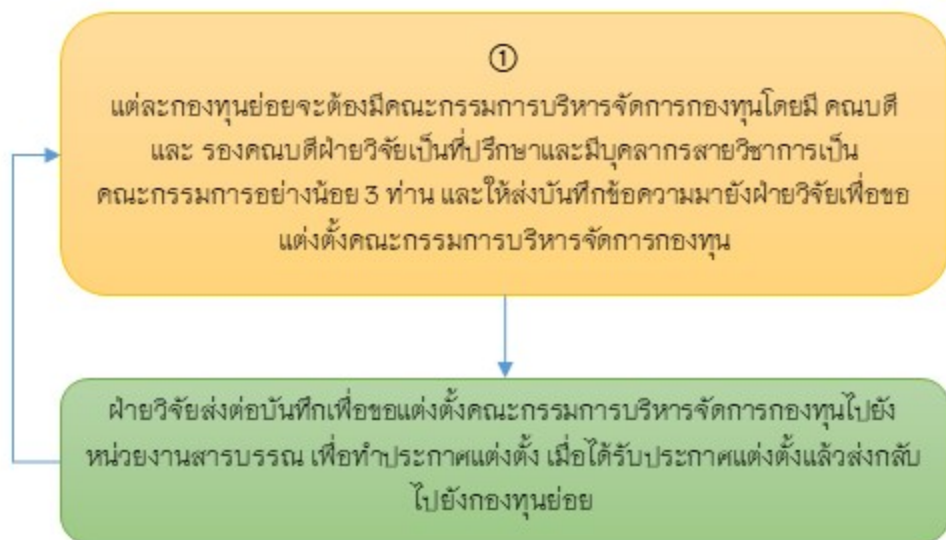 ①
แต่ละกองทุนย่อยจะต้องมีคณะกรรมการบริหารจัดการกองทุนโดยมี คณบดี
และ รองคณบดีฝ่ายวิจัยเป็นที่ปรึกษาและมีบุคลากรสายวิชาการเป็น
คณะกรรมการอย่างน้อย 3 ท่าน และให้ส่งบันทึกข้อความมายังฝ่ายวิจัยเพื่อขอ
แต่งตั้งคณะกรรมการบริหารจัดการกองทุน
ฝ่ายวิจัยส่งต่อบันทึกเพื่อขอแต่งตั้งคณะกรรมการบริหารจัดการกองทุนไปยัง
หน่วยงานสารบรรณ เพื่อทำประกาศแต่งตั้ง เมื่อได้รับประกาศแต่งตั้งแล้วส่งกลับ
ไปยังกองทุนย่อย